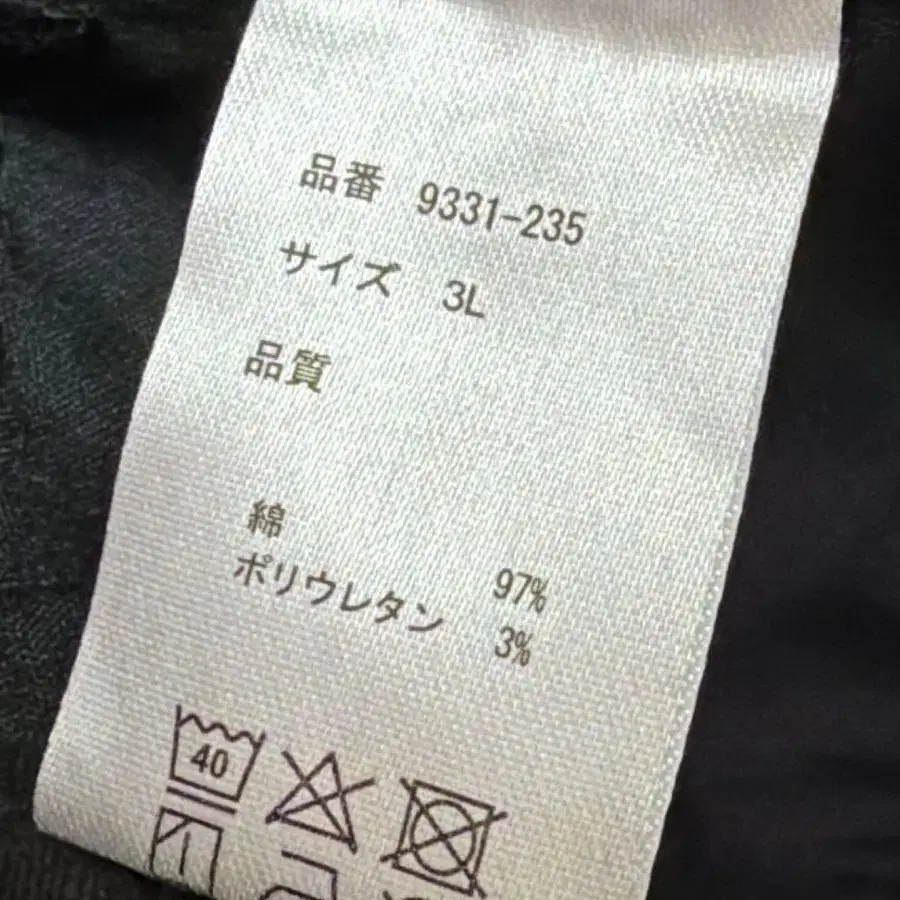 品番 9331-235
サイズ 3L
品質
綿 97%
ポリウレタン 3%
40